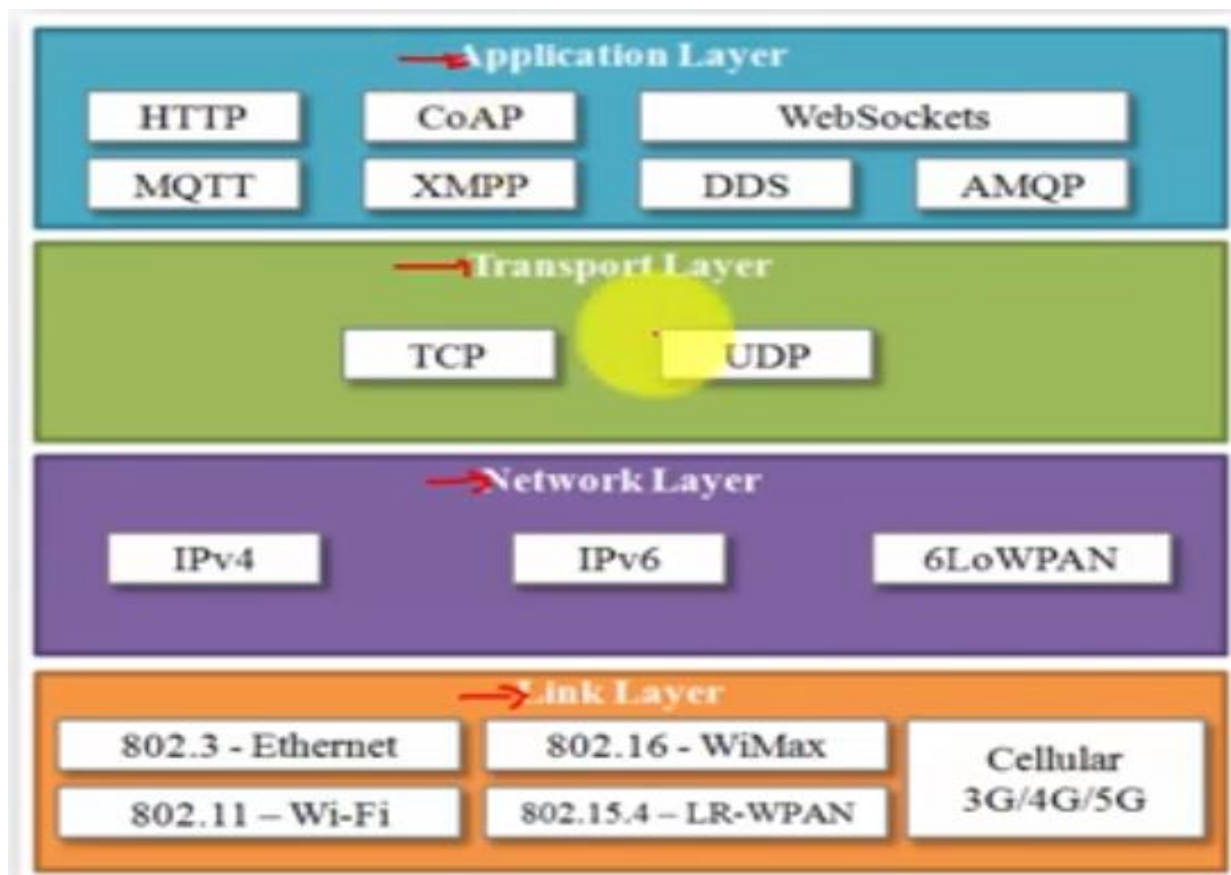 Application Layer
HTTP CoAP WebSockets
MQTT XMPP DDS AMQP
Transport Layer
TCP UDP
Network Layer
IPv4 IPv6 6LoWPAN
Link Layer
802.3 - Ethernet 802.16 - WiMax
802.11 – Wi-Fi 802.15.4 – LR-WPAN
Cellular
3G/4G/5G